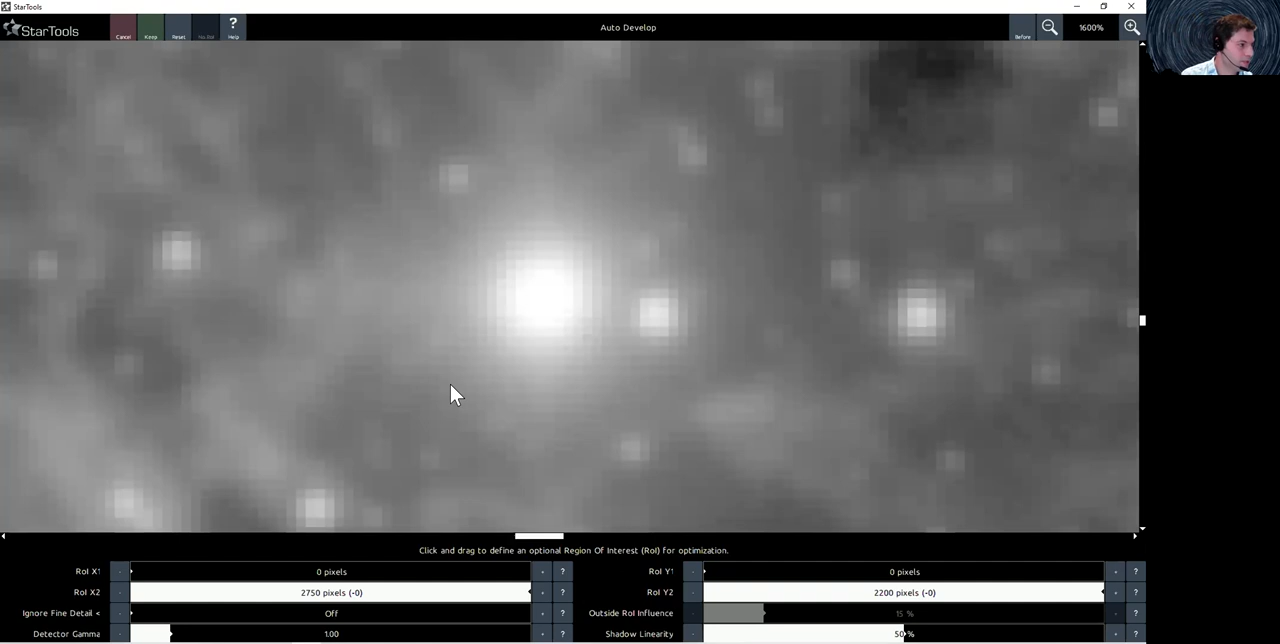 StarTools
StarTools
Cancel
Keep
Reset
No RoI
?
Help
Auto Develop
Before
1600%
Click and drag to define an optional Region Of Interest (RoI) for optimization.
RoI X1 - 0 pixels + ?
RoI Y1 - 0 pixels + ?
RoI X2 - 2750 pixels (-0) + ?
RoI Y2 - 2200 pixels (-0) + ?
Ignore Fine Detail < - Off + ?
Outside RoI Influence - 15 % + ?
Detector Gamma - 1.00 + ?
Shadow Linearity - 50 % + ?